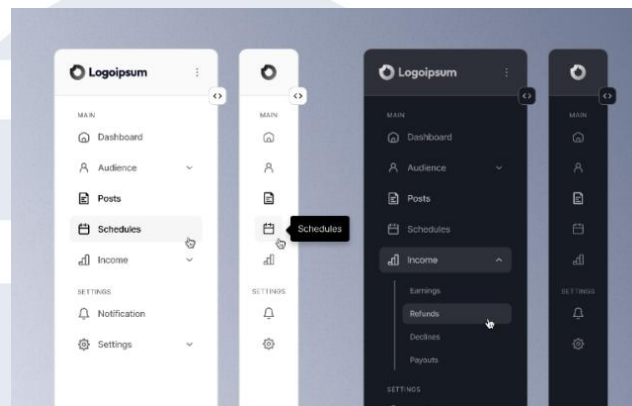 Logoipsum
MAIN
Dashboard
Audience
Posts
Schedules
Income
SETTINGS
Notification
Settings
MAIN
Schedules
SETTINGS
Logoipsum
MAIN
Dashboard
Audience
Posts
Schedules
Income
Earnings
Refunds
Declines
Payouts
SETTINGS
MAIN
SETTINGS